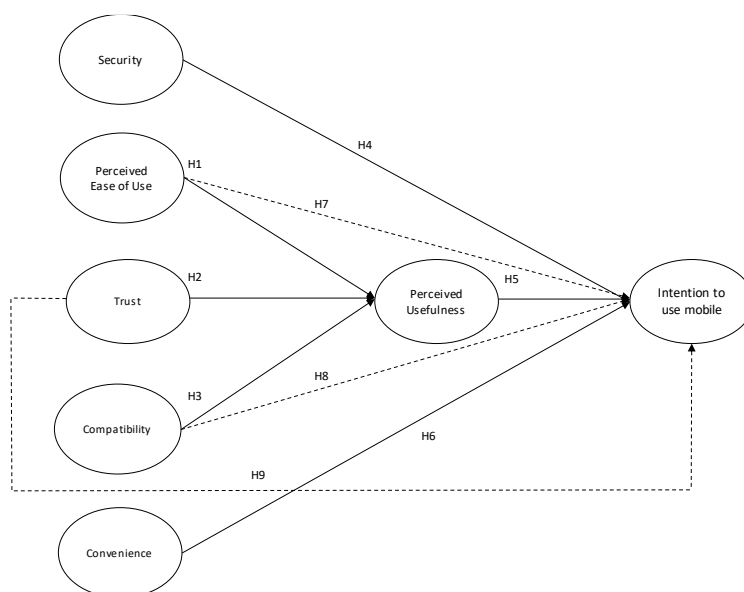 Security
H4
Perceived
Ease of Use
H1
H7
Trust
H2
Perceived
Usefulness
H5
Intention to
use mobile
Compatibility
H3
H8
H6
H9
Convenience